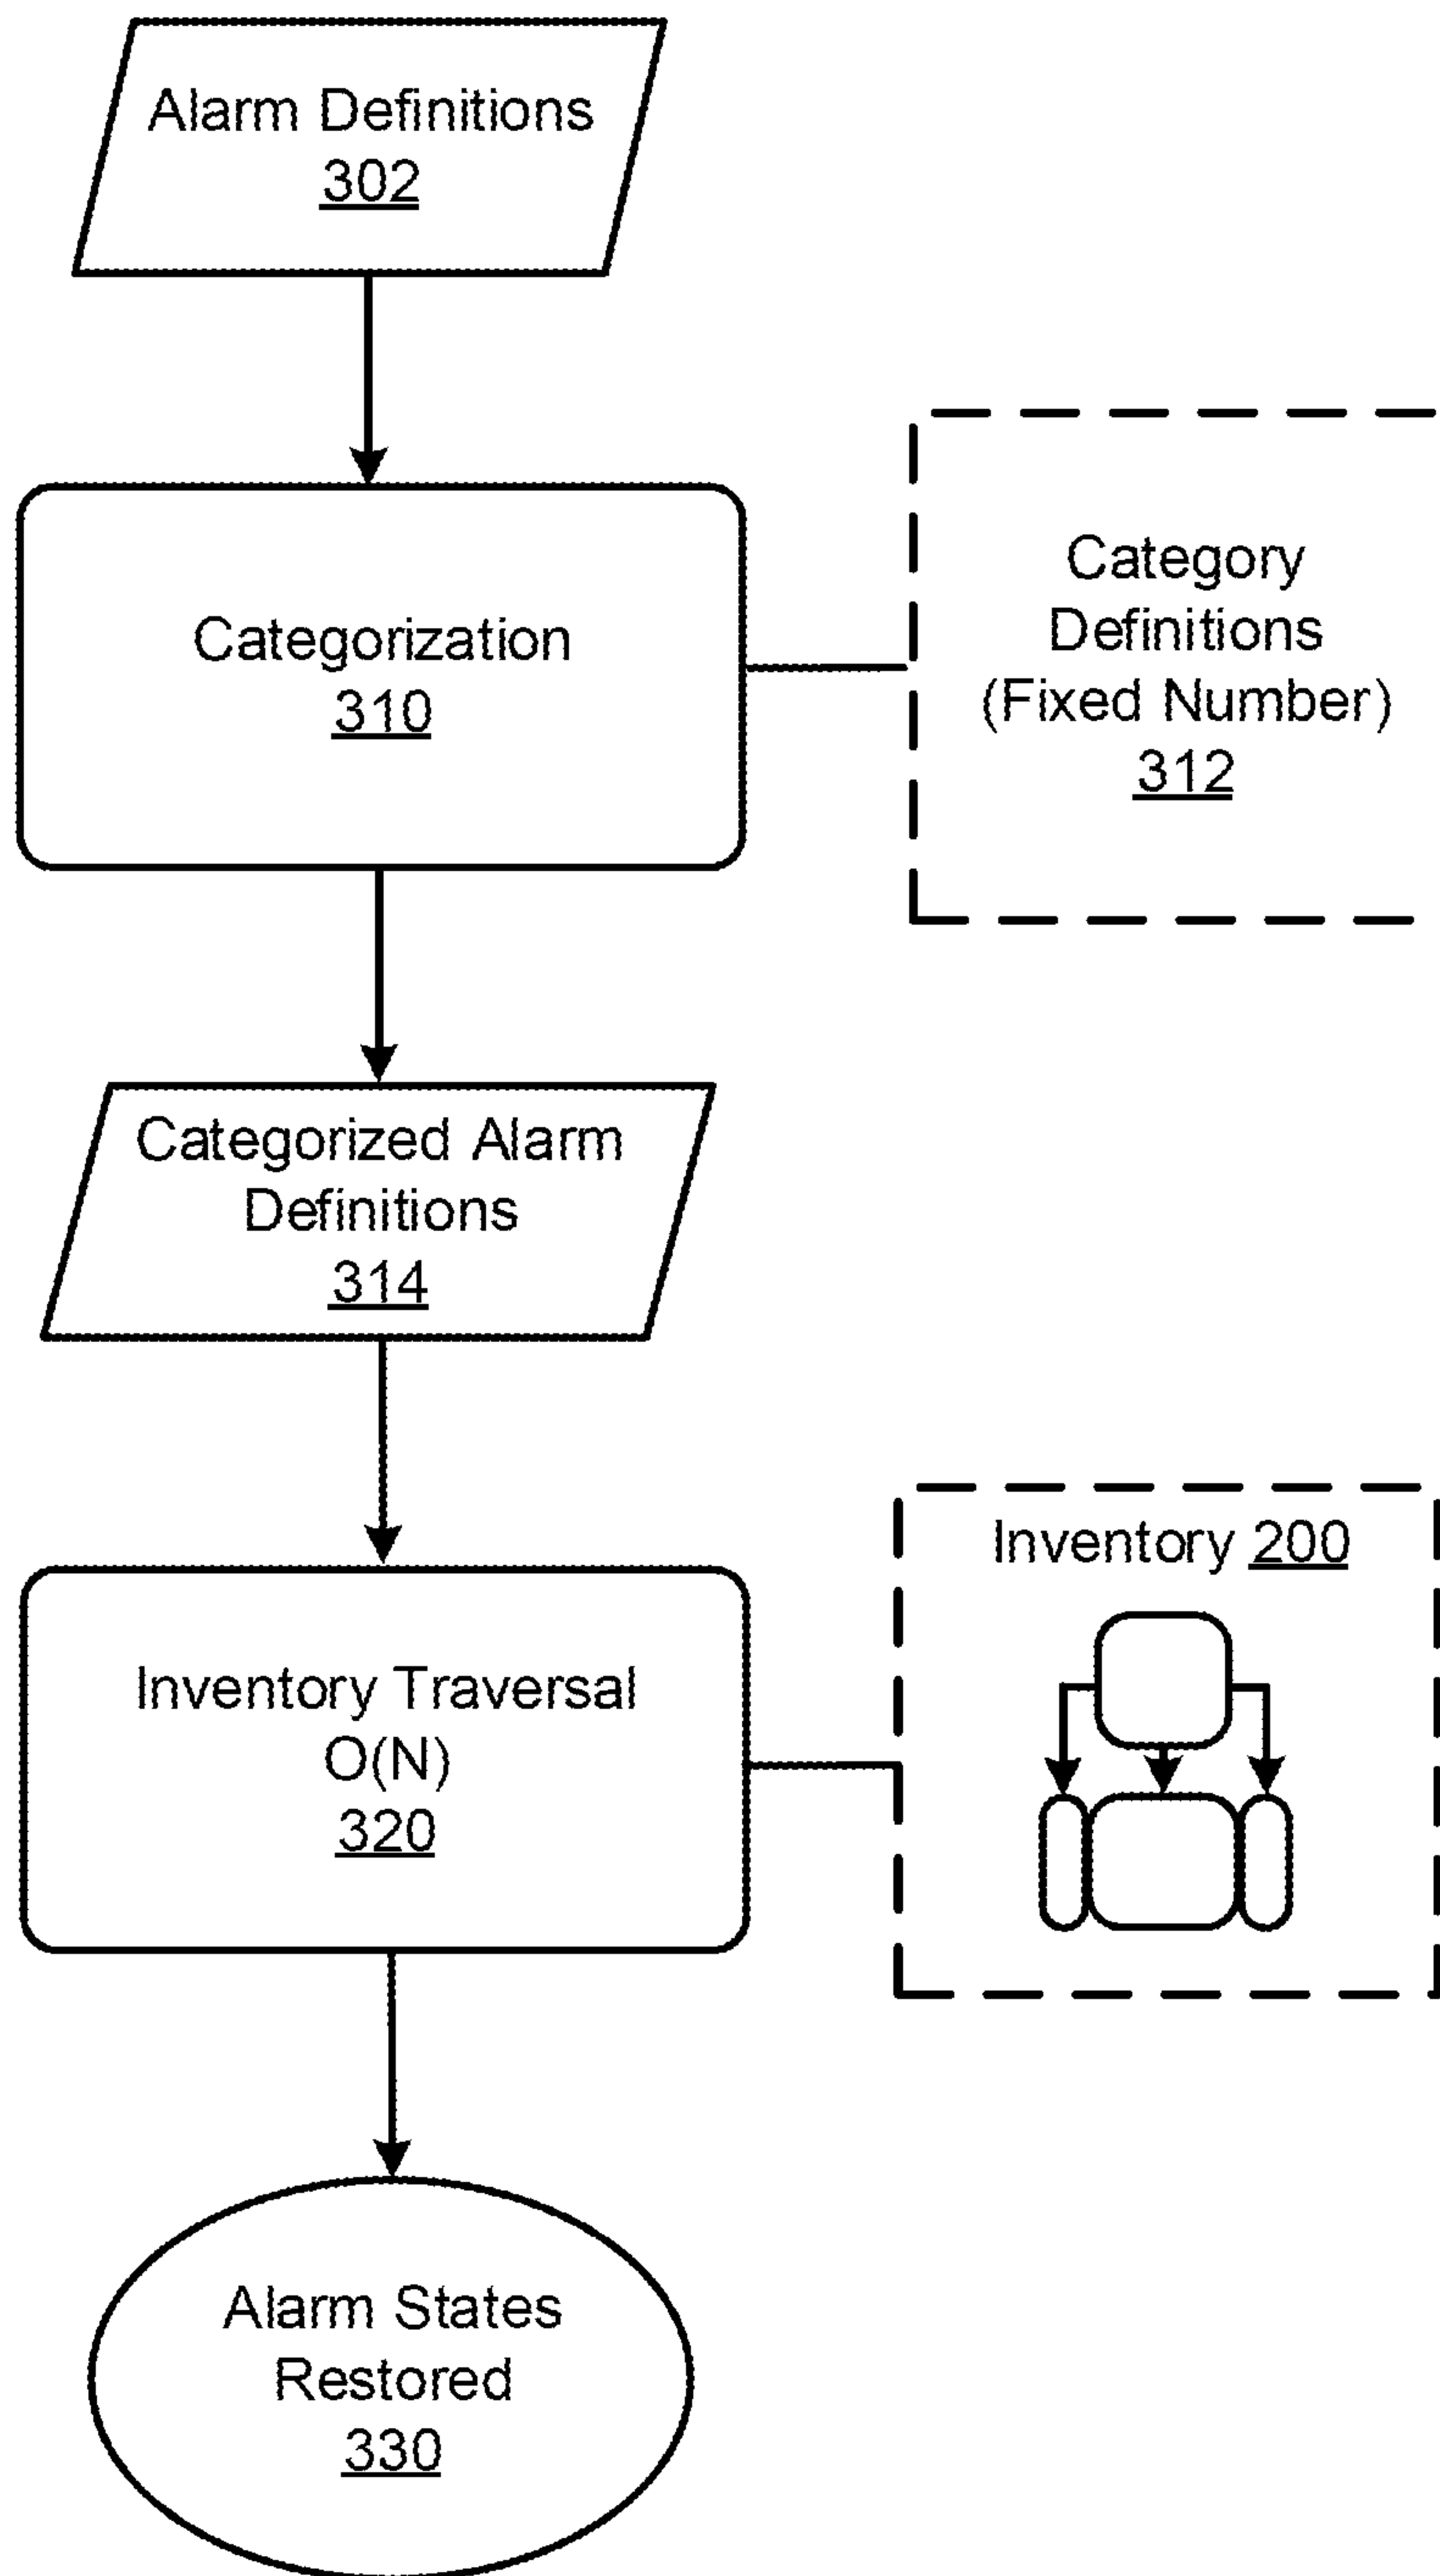 Alarm Definitions
302
Categorization
310
Category
Definitions
(Fixed Number)
312
Categorized Alarm
Definitions
314
Inventory Traversal
O(N)
320
Inventory 200
Alarm States
Restored
330